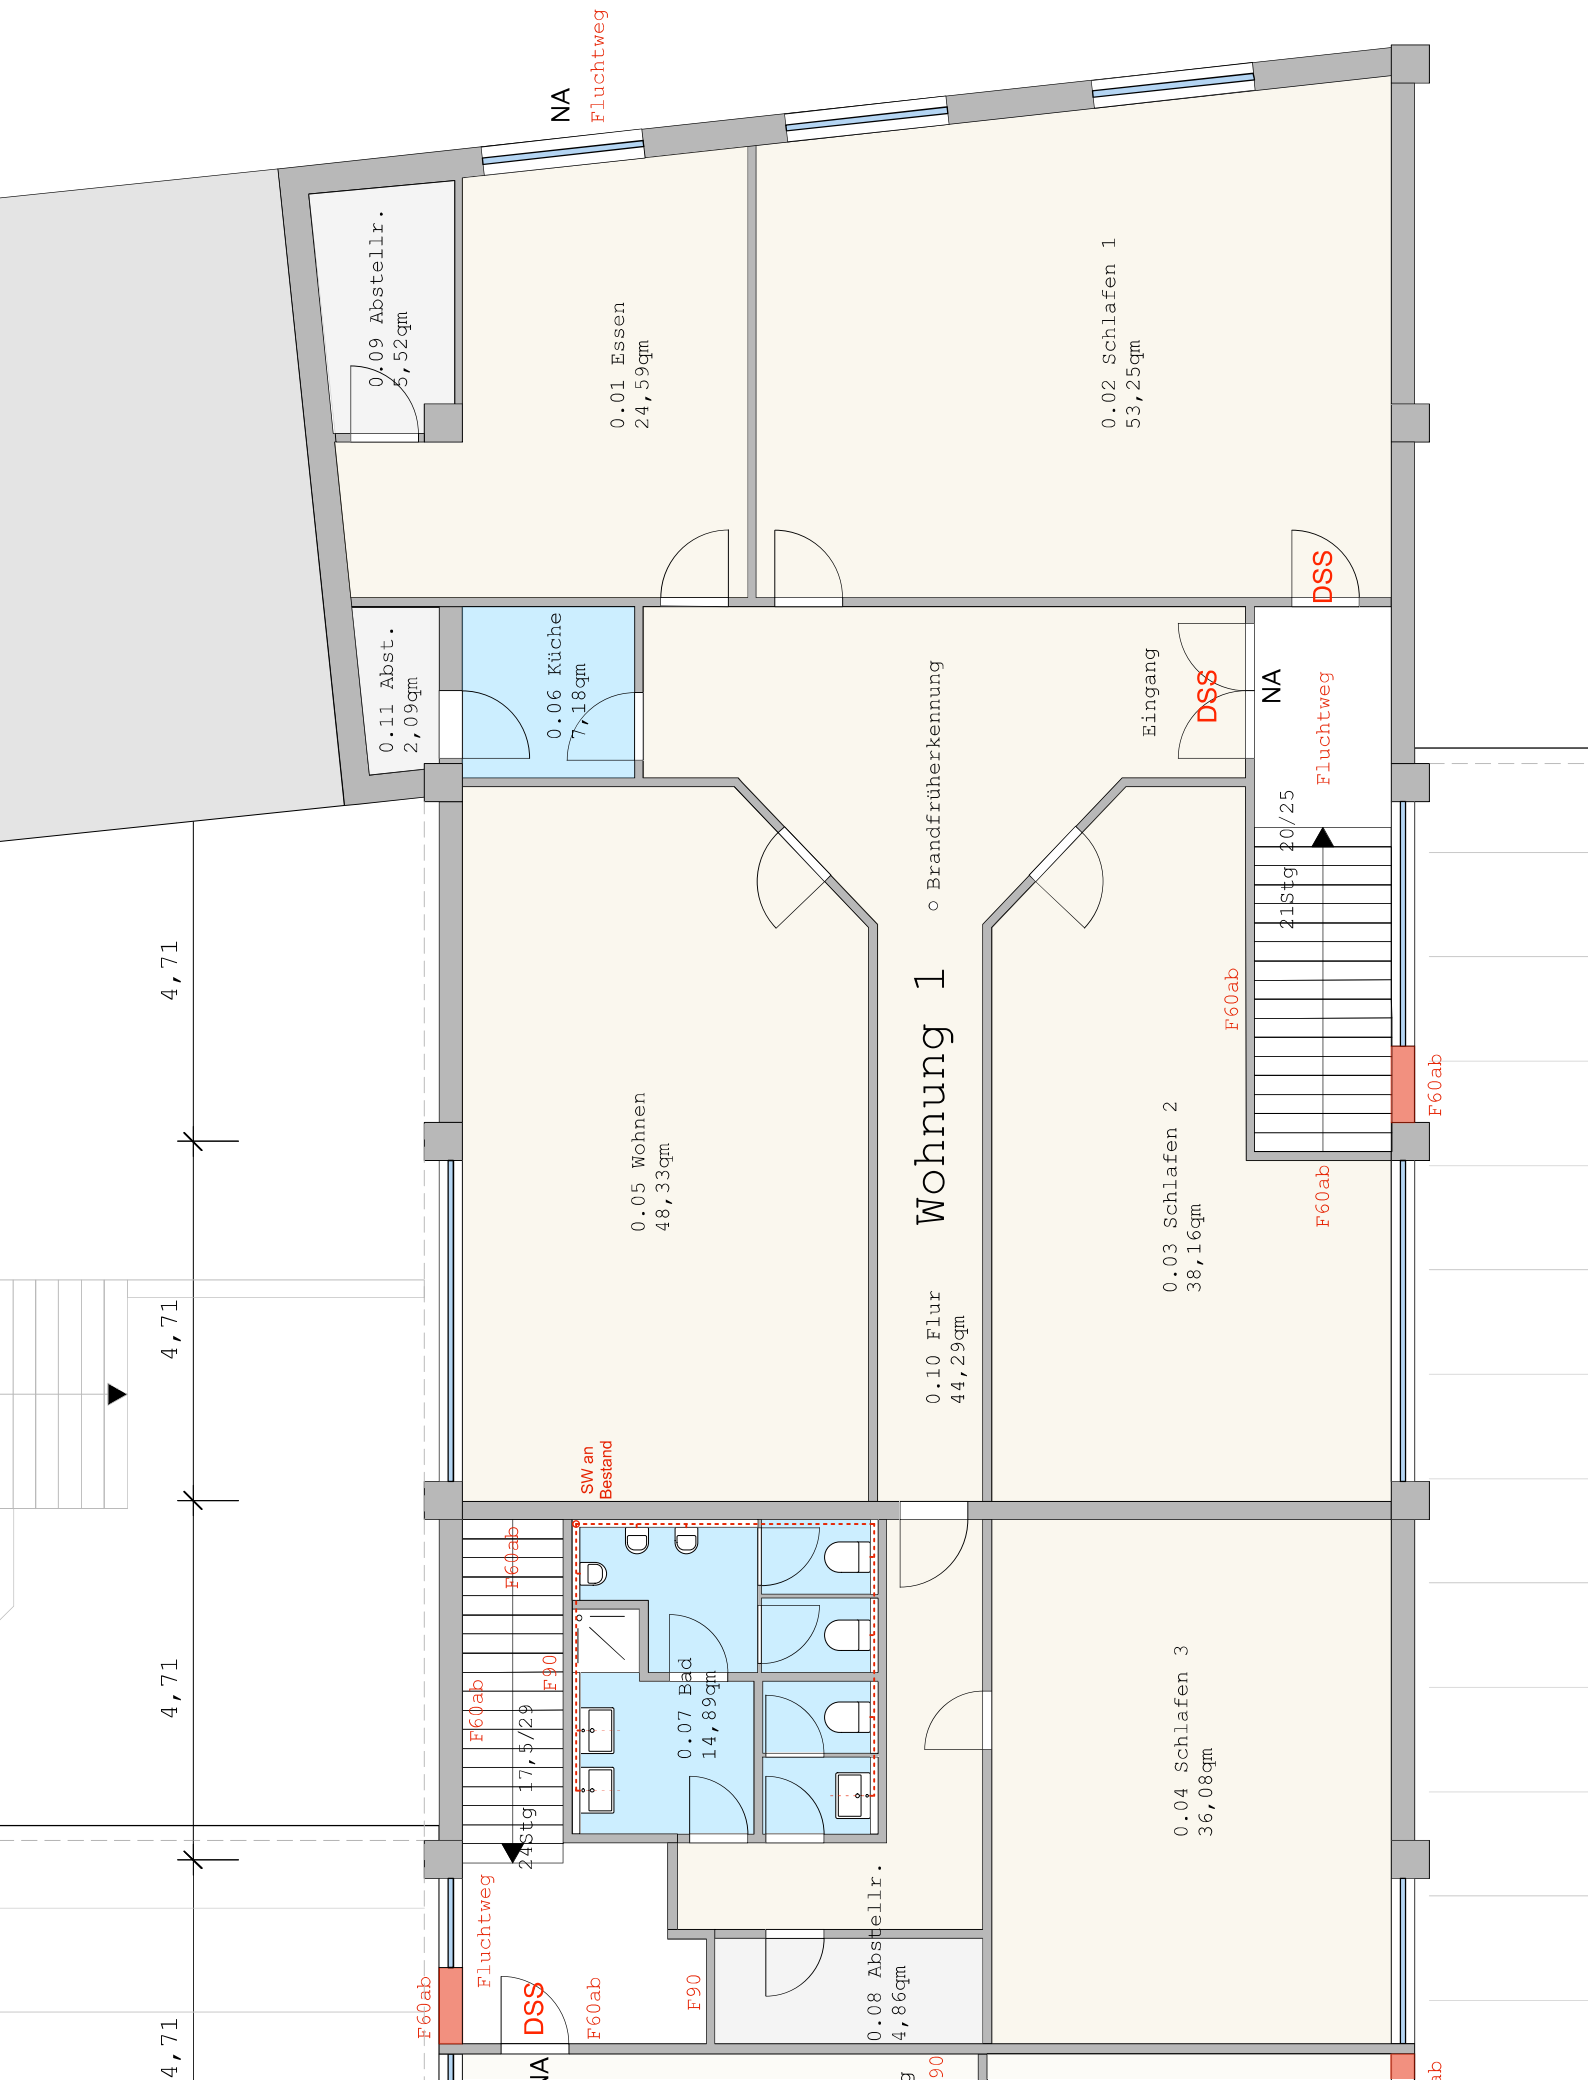 NA
Fluchtweg
0.09 Abstellr.
5,52qm
0.01 Essen
24,59qm
0.02 Schlafen 1
53,25qm
DSS
0.11 Abst.
2,09qm
0.06 Küche
7,18qm
Brandfrüherkennung
Eingang
DSS
NA
Fluchtweg
21Stg 20/25
4,71
F60ab
F60ab
Wohnung 1
0.05 Wohnen
48,33qm
0.03 Schlafen 2
38,16qm
F60ab
4,71
0.10 Flur
44,29qm
SW an
Bestand
F60ab
F90
F60ab
24Stg 17,5/29
4,71
0.07 Bad
14,89qm
0.04 Schlafen 3
36,08qm
Fluchtweg
F60ab
DSS
F60ab
F90
0.08 Abstellr.
4,86qm
4,71
NA
90
ab